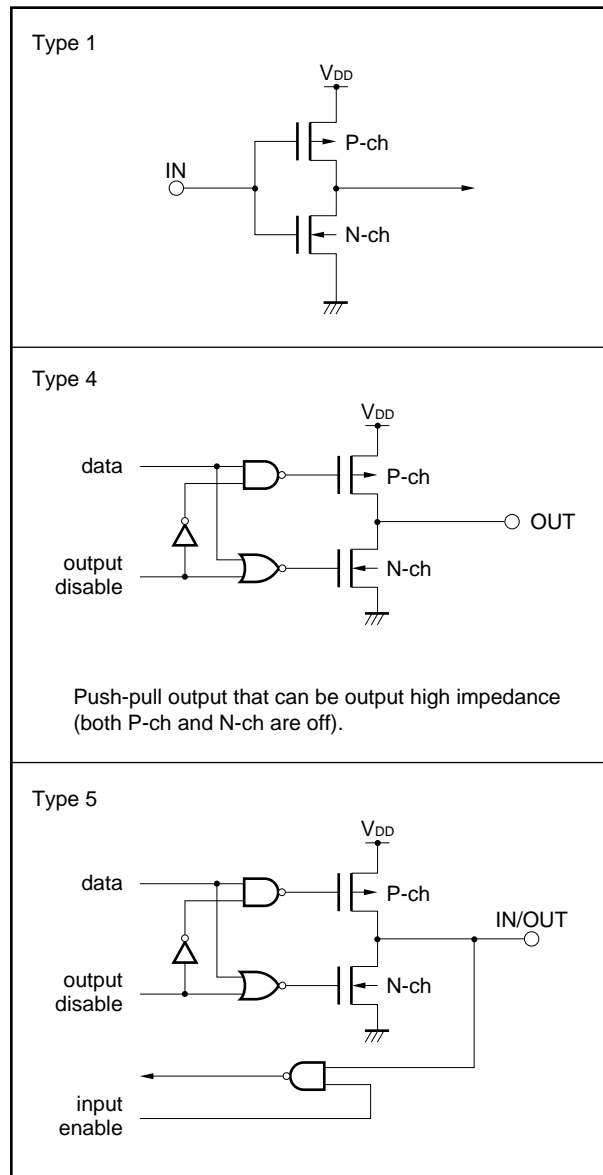 Type 1
VDD
P-ch
IN
N-ch
Type 4
VDD
data
P-ch
OUT
output
disable
N-ch
Push-pull output that can be output high impedance
(both P-ch and N-ch are off).
Type 5
VDD
data
P-ch
IN/OUT
output
disable
N-ch
input
enable